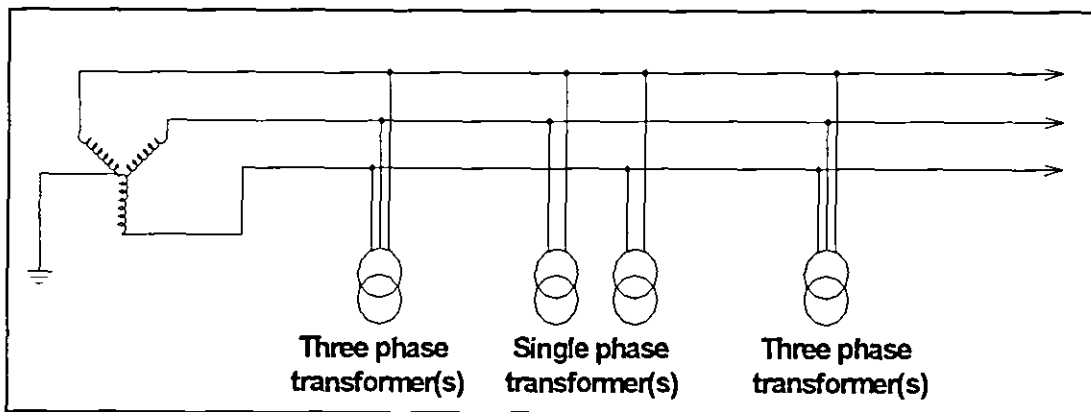 Three phase
transformer(s)
Single phase
transformer(s)
Three phase
transformer(s)